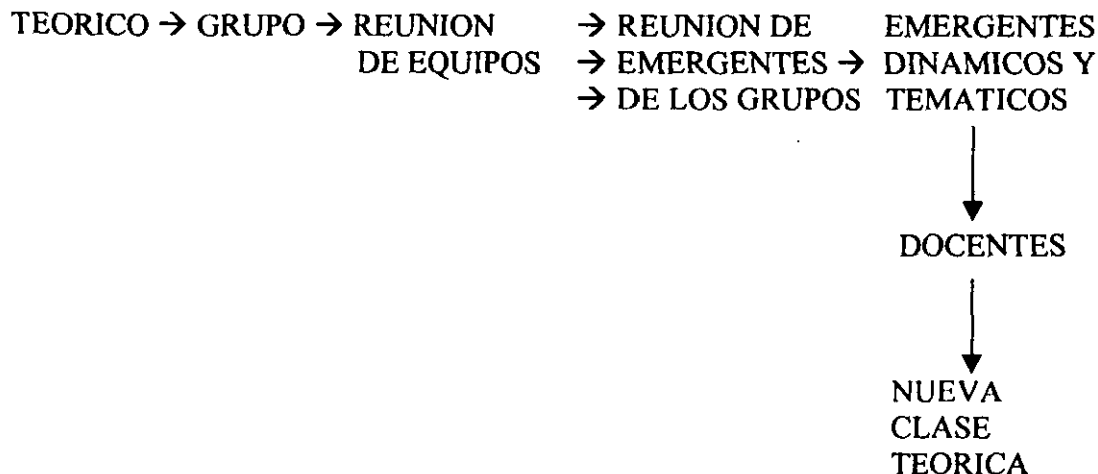 TEORICO → GRUPO → REUNION → REUNION DE EMERGENTES
DE EQUIPOS → EMERGENTES → DINAMICOS Y
→ DE LOS GRUPOS TEMATICOS
DOCENTES
NUEVA
CLASE
TEORICA